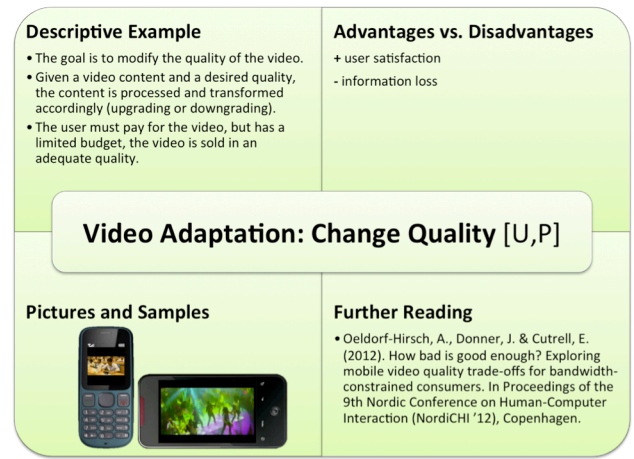 Descriptive Example
• The goal is to modify the quality of the video.
• Given a video content and a desired quality,
the content is processed and transformed
accordingly (upgrading or downgrading).
• The user must pay for the video, but has a
limited budget, the video is sold in an
adequate quality.
Advantages vs. Disadvantages
+ user satisfaction
- information loss
Video Adaptation: Change Quality [U,P]
Pictures and Samples
Further Reading
• Oeldorf-Hirsch, A., Donner, J. & Cutrell, E.
(2012). How bad is good enough? Exploring
mobile video quality trade-offs for bandwidth-
constrained consumers. In Proceedings of the
9th Nordic Conference on Human-Computer
Interaction (NordiCHI '12), Copenhagen.